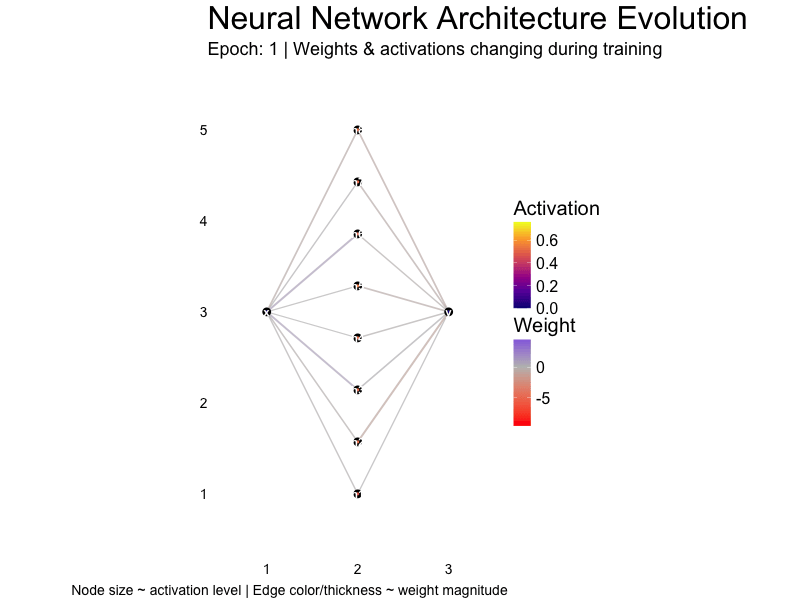 Neural Network Architecture Evolution
Epoch: 1 | Weights & activations changing during training
5
4
3
2
1
x
y
1
2
3
Activation
0.6
0.4
0.2
0.0
Weight
0
-5
Node size ~ activation level | Edge color/thickness ~ weight magnitude